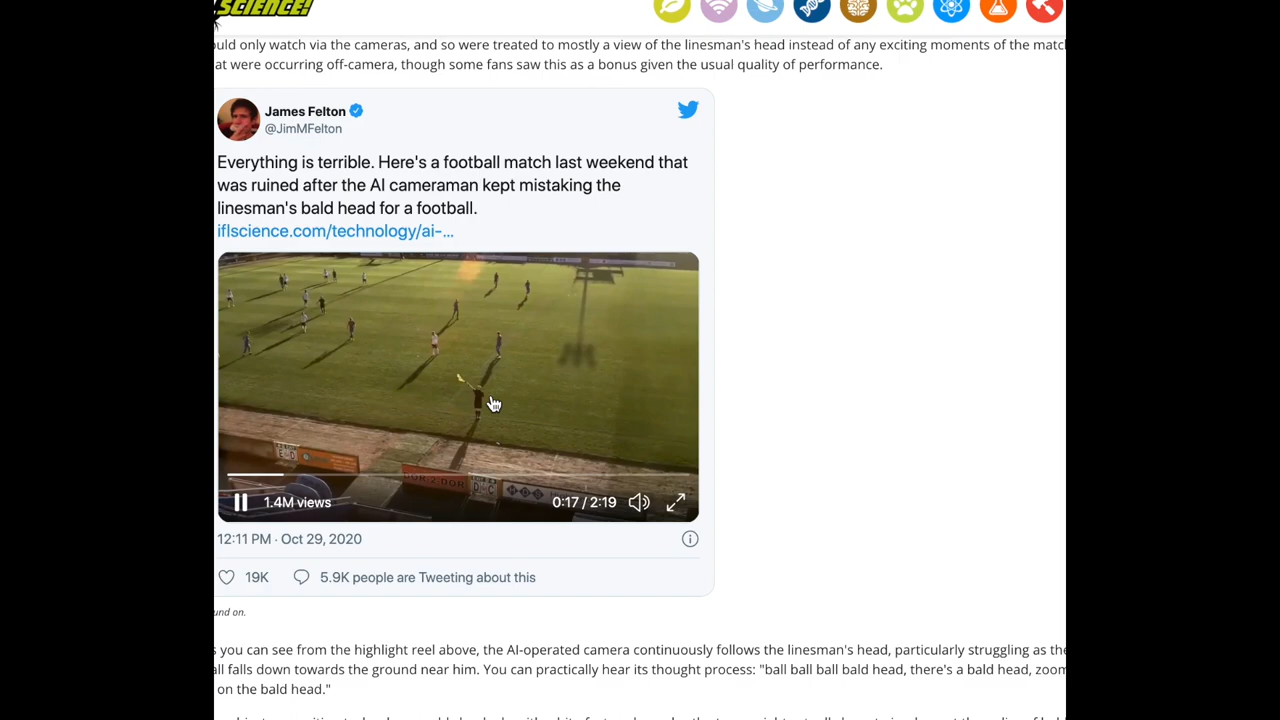 SCIENCE!
ould only watch via the cameras, and so were treated to mostly a view of the linesman's head instead of any exciting moments of the matc
at were occurring off-camera, though some fans saw this as a bonus given the usual quality of performance.
James Felton
@JimMFelton
Everything is terrible. Here's a football match last weekend that
was ruined after the AI cameraman kept mistaking the
linesman's bald head for a football.
iflscience.com/technology/ai-...
DOR 2 DOR
1.4M views
0:17 / 2:19
12:11 PM · Oct 29, 2020
19K
5.9K people are Tweeting about this
und on.
s you can see from the highlight reel above, the AI-operated camera continuously follows the linesman's head, particularly struggling as the
all falls down towards the ground near him. You can practically hear its thought process: "ball ball ball bald head, there's a bald head, zoom
on the bald head."